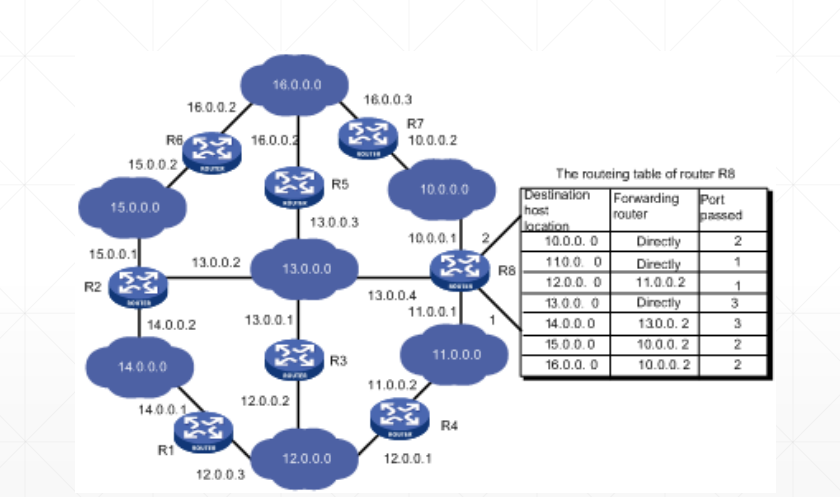 16.0.0.0
16.0.0.2
16.0.0.3
R7
R6
16.0.0.2
10.0.0.2
ROUTER
ROUTER
15.0.0.2
The routeing table of router R8
R5
10.0.0.0
ROUTER
15.0.0.0
13.0.0.3
Destination host location
Forwarding router
Port passed
10.0.0. 0 Directly 2
11.0.0. 0 Directly 1
12.0.0. 0 11.0.0.2 1
13.0.0. 0 Directly 3
14.0.0.0 13.0.0. 2 3
15.0.0.0 10.0.0. 2 2
16.0.0. 0 10.0.0. 2 2
10.0.0.1
2
15.0.0.1
13.0.0.2
13.0.0.0
R8
R2
ROUTER
ROUTER
13.0.0.4
11.0.0.1
1
14.0.0.2
13.0.0.1
11.0.0.0
14.0.0.0
R3
ROUTER
11.0.0.2
12.0.0.2
14.0.0.1
R4
ROUTER
R1
ROUTER
12.0.0.0
12.0.0.1
12.0.0.3